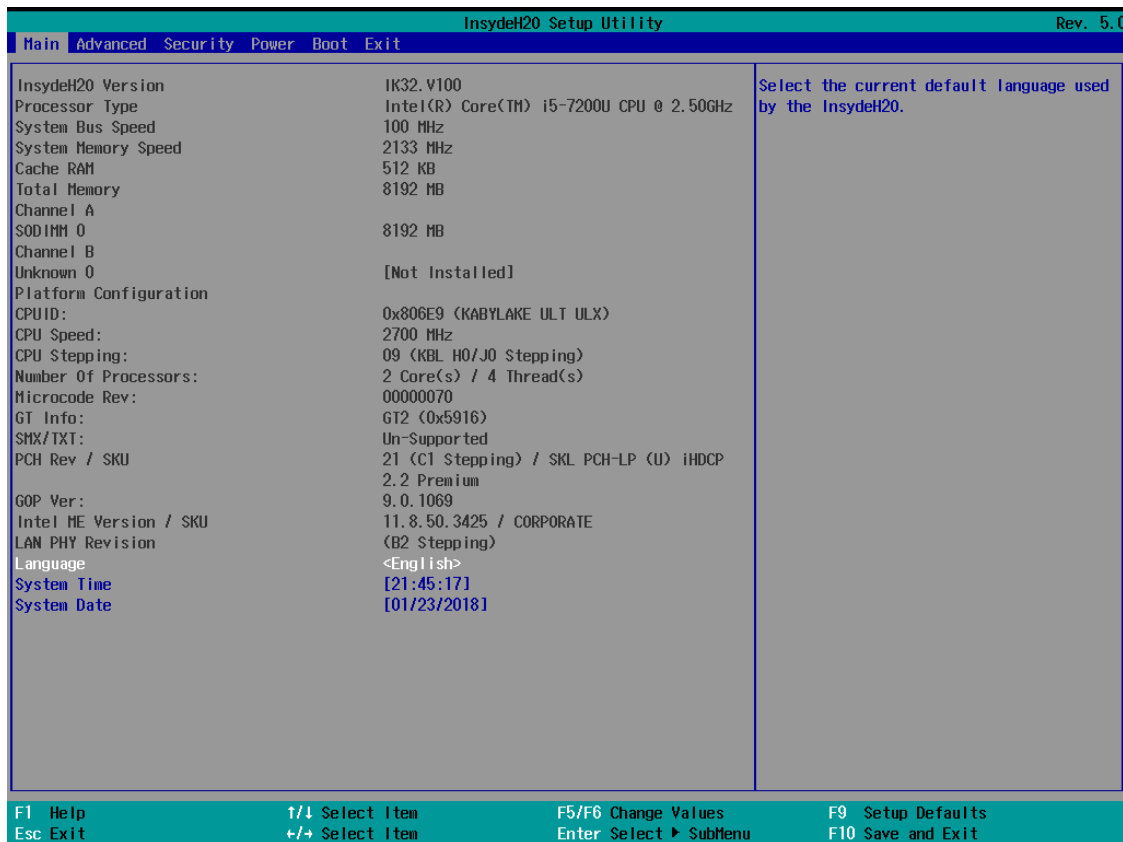 InsydeH20 Setup Utility Rev. 5.0
Main Advanced Security Power Boot Exit
InsydeH20 Version IK32.V100
Processor Type Intel(R) Core(TM) i5-7200U CPU @ 2.50GHz
System Bus Speed 100 MHz
System Memory Speed 2133 MHz
Cache RAM 512 KB
Total Memory 8192 MB
Channel A
SODIMM 0 8192 MB
Channel B
Unknown 0 [Not Installed]
Platform Configuration
CPUID: 0x806E9 (KABYLAKE ULT ULX)
CPU Speed: 2700 MHz
CPU Stepping: 09 (KBL H0/J0 Stepping)
Number Of Processors: 2 Core(s) / 4 Thread(s)
Microcode Rev: 00000070
GT Info: GT2 (0x5916)
SMX/TXT: Un-Supported
PCH Rev / SKU 21 (C1 Stepping) / SKL PCH-LP (U) iHDCP
2.2 Premium
GOP Ver: 9.0.1069
Intel ME Version / SKU 11.8.50.3425 / CORPORATE
LAN PHY Revision (B2 Stepping)
Language <English>
System Time [21:45:17]
System Date [01/23/2018]
Select the current default language used
by the InsydeH20.
F1 Help ↑/↓ Select Item F5/F6 Change Values F9 Setup Defaults
Esc Exit ←/→ Select Item Enter Select ▶ SubMenu F10 Save and Exit